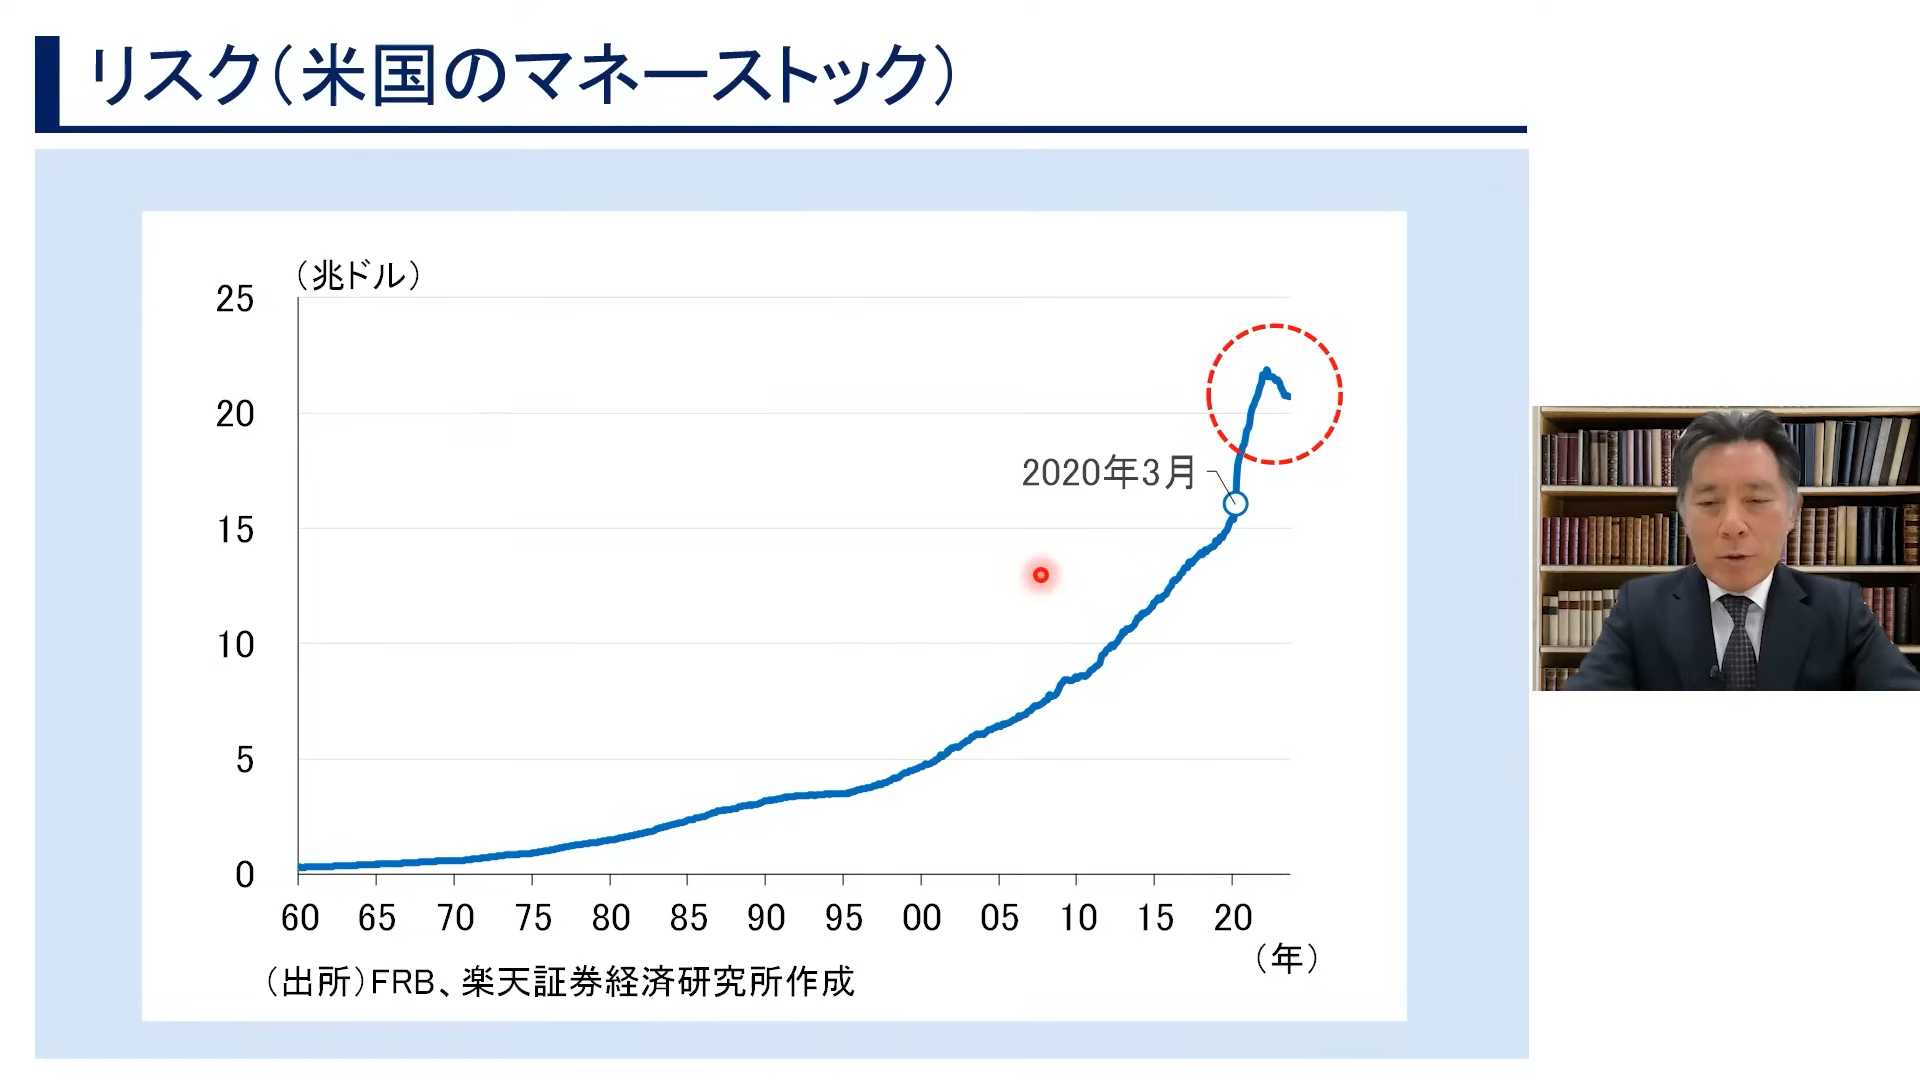 リスク（米国のマネーストック）
（兆ドル）
25
20
15
10
5
0
2020年3月
60 65 70 75 80 85 90 95 00 05 10 15 20
（年）
（出所）FRB、楽天証券経済研究所作成